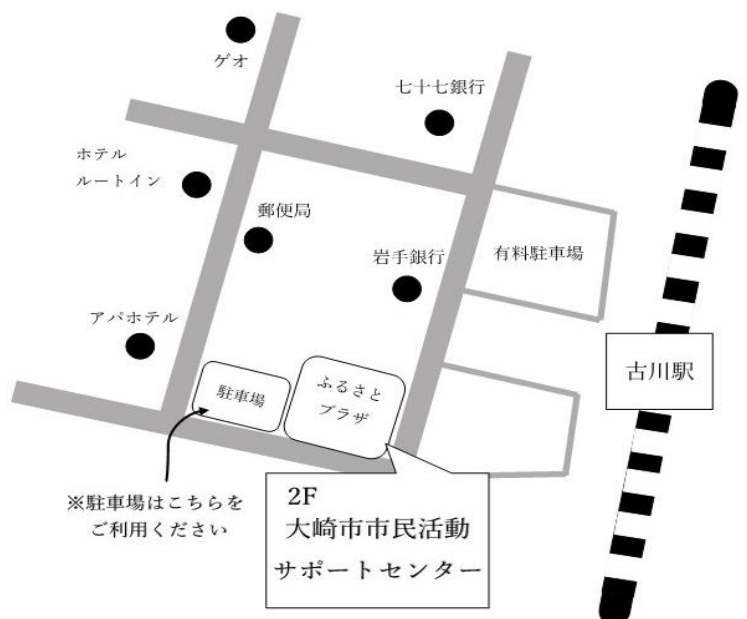 ゲオ
七十七銀行
ホテル
ルートイン
郵便局
岩手銀行
有料駐車場
アパホテル
古川駅
駐車場
ふるさと
プラザ
※駐車場はこちらを
ご利用ください
2F
大崎市市民活動
サポートセンター